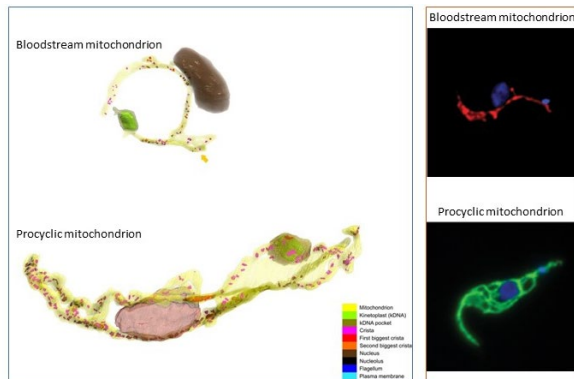 Bloodstream mitochondrion
Procyclic mitochondrion
Mitochondrion
Kinetoplast (kDNA)
kDNA pocket
Crista
First biggest crista
Second biggest crista
Nucleus
Nucleolus
Flagellum
Plasma membrane
Bloodstream mitochondrion
Procyclic mitochondrion